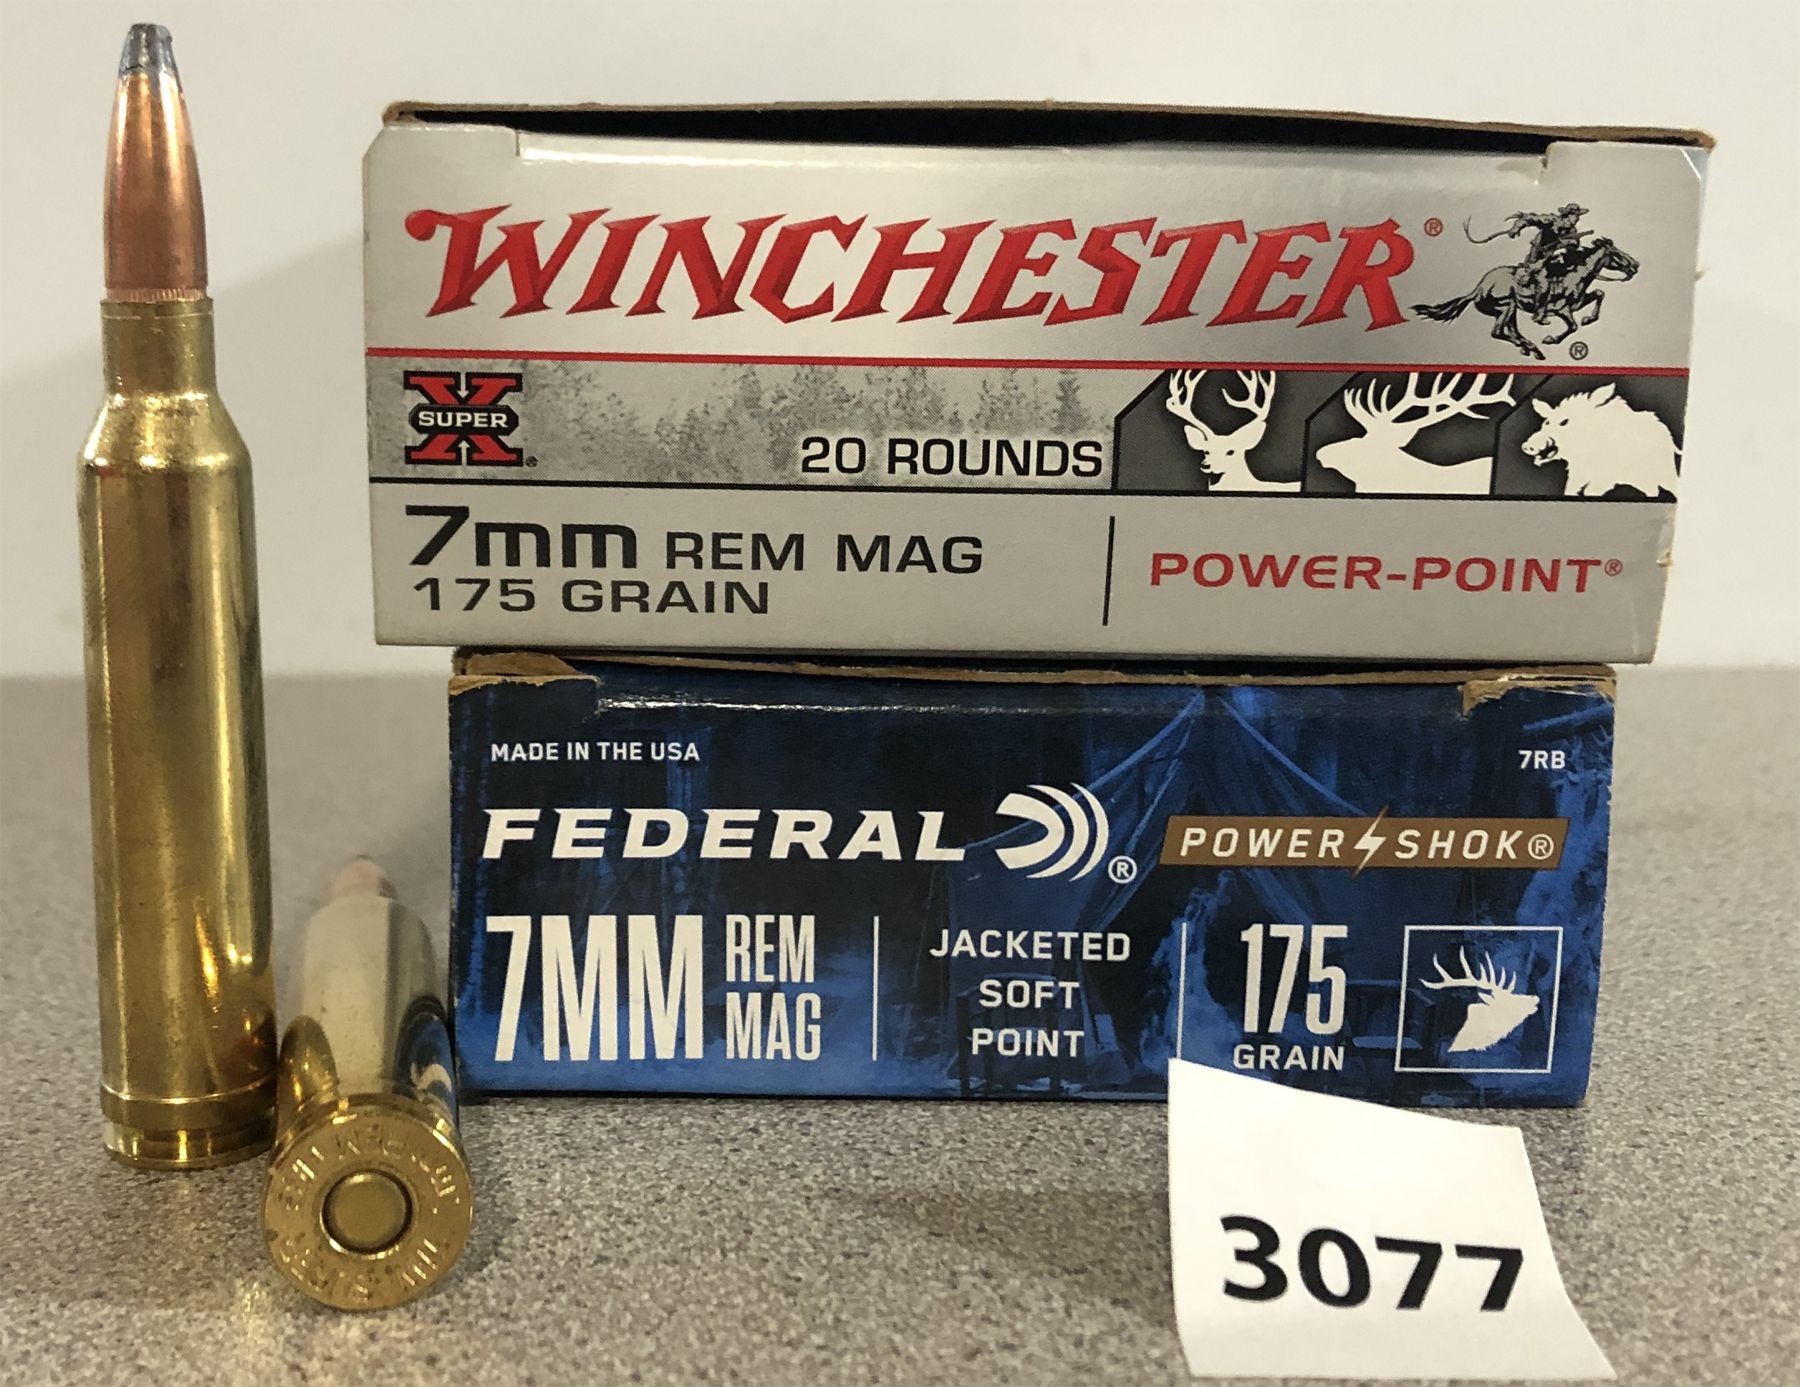 WINCHESTER®
SUPER X®
20 ROUNDS
7mm REM MAG
175 GRAIN
POWER-POINT®
MADE IN THE USA
7RB
FEDERAL®
POWER SHOK®
7MM REM MAG
JACKETED
SOFT
POINT
175
GRAIN
3077